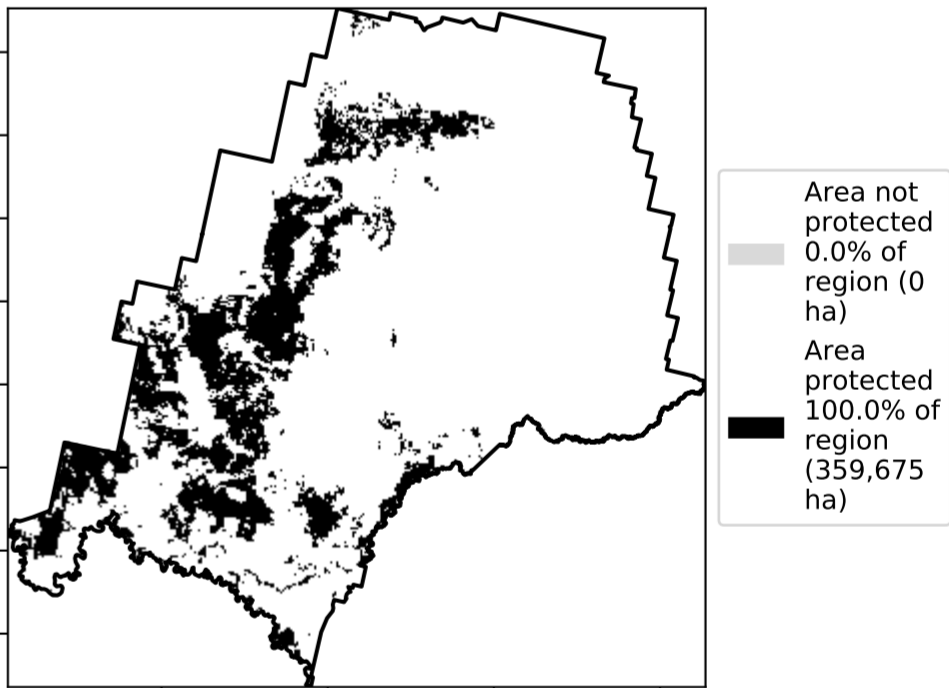 Area not
protected
0.0% of
region (0
ha)
Area
protected
100.0% of
region
(359,675
ha)